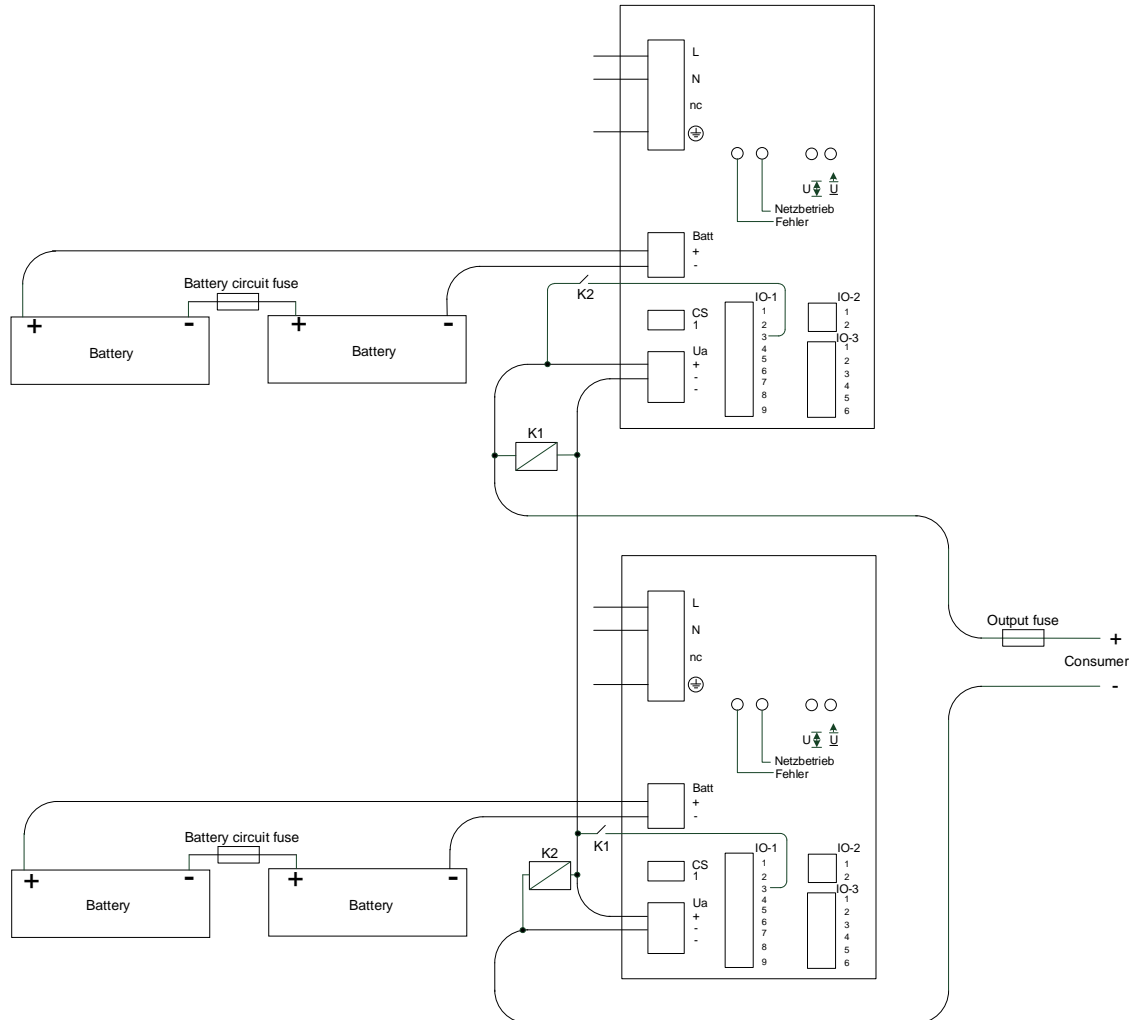 L
N
nc
U U
Netzbetrieb
Fehler
Batt
+
-
Battery circuit fuse
K2
+ - + -
Battery Battery
CS
1
Ua
+
-
-
IO-1
1
2
3
4
5
6
7
8
9
IO-2
1
2
IO-3
1
2
3
4
5
6
K1
Output fuse
+
Consumer
-
L
N
nc
U U
Netzbetrieb
Fehler
Batt
+
-
Battery circuit fuse
K2
K1
+ - + -
Battery Battery
CS
1
Ua
+
-
-
IO-1
1
2
3
4
5
6
7
8
9
IO-2
1
2
IO-3
1
2
3
4
5
6